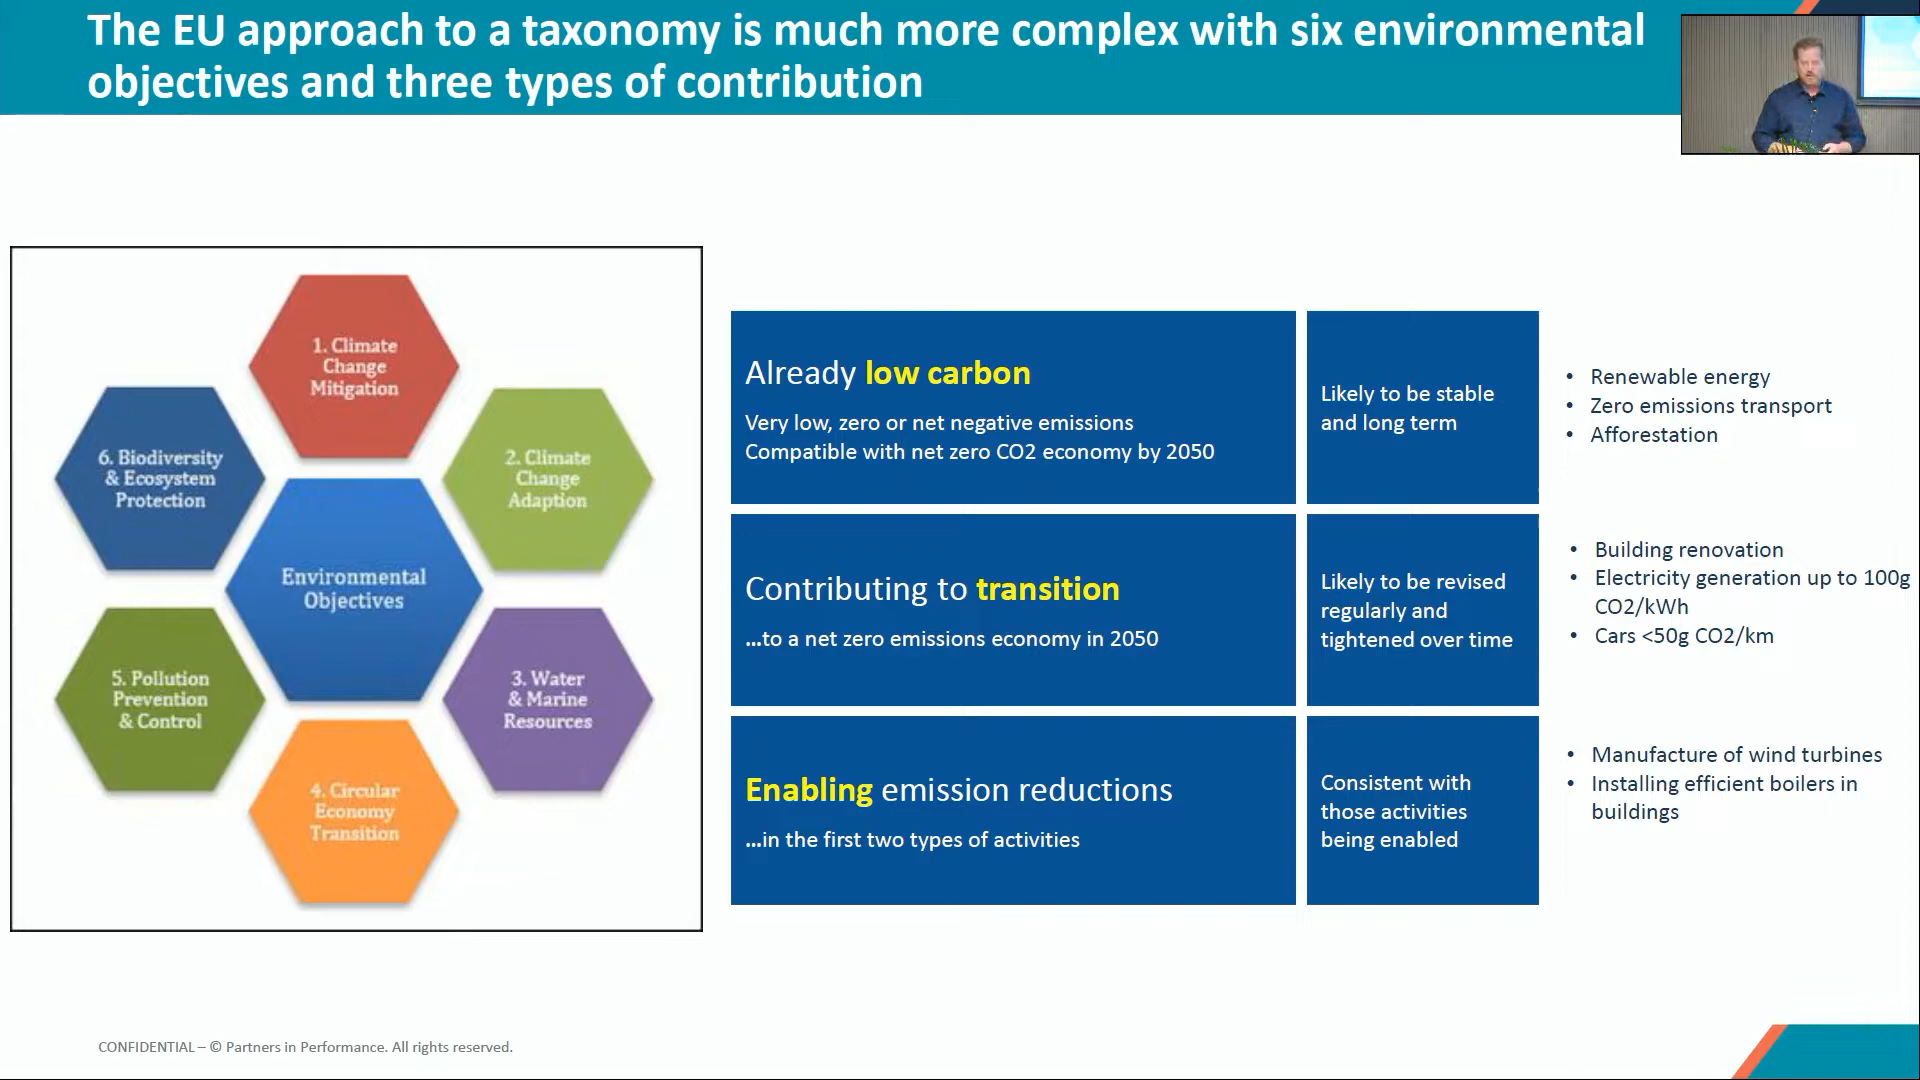 The EU approach to a taxonomy is much more complex with six environmental
objectives and three types of contribution
1. Climate
Change
Mitigation
2. Climate
Change
Adaption
3. Water
& Marine
Resources
4. Circular
Economy
Transition
5. Pollution
Prevention
& Control
6. Biodiversity
& Ecosystem
Protection
Environmental
Objectives
Already low carbon
Very low, zero or net negative emissions
Compatible with net zero CO2 economy by 2050
Likely to be stable
and long term
• Renewable energy
• Zero emissions transport
• Afforestation
Contributing to transition
...to a net zero emissions economy in 2050
Likely to be revised
regularly and
tightened over time
• Building renovation
• Electricity generation up to 100g
CO2/kWh
• Cars <50g CO2/km
Enabling emission reductions
...in the first two types of activities
Consistent with
those activities
being enabled
• Manufacture of wind turbines
• Installing efficient boilers in
buildings
CONFIDENTIAL – © Partners in Performance. All rights reserved.